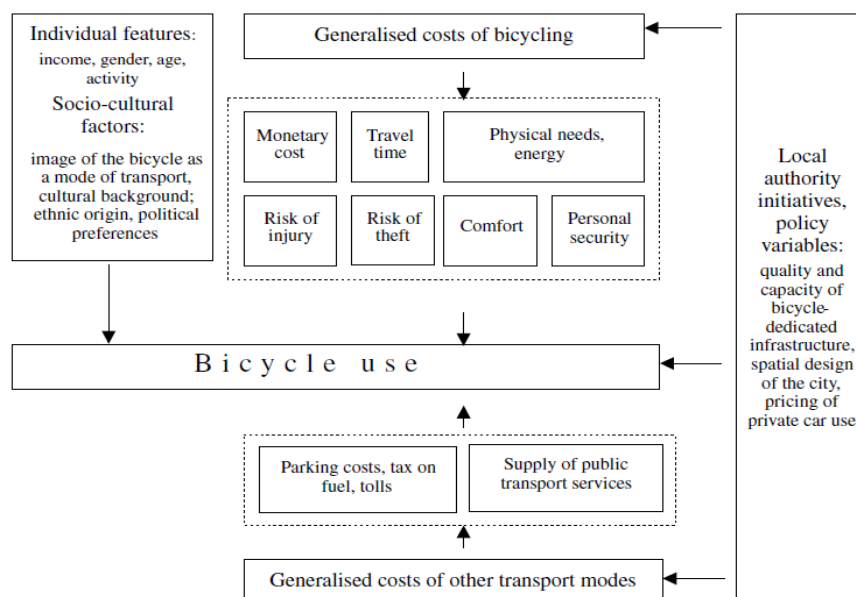 Individual features:
income, gender, age,
activity
Socio-cultural
factors:
image of the bicycle as
a mode of transport,
cultural background;
ethnic origin, political
preferences
Generalised costs of bicycling
Monetary
cost
Travel
time
Physical needs,
energy
Risk of
injury
Risk of
theft
Comfort
Personal
security
Bicycle use
Parking costs, tax on
fuel, tolls
Supply of public
transport services
Generalised costs of other transport modes
Local
authority
initiatives,
policy
variables:
quality and
capacity of
bicycle-
dedicated
infrastructure,
spatial design
of the city,
pricing of
private car use